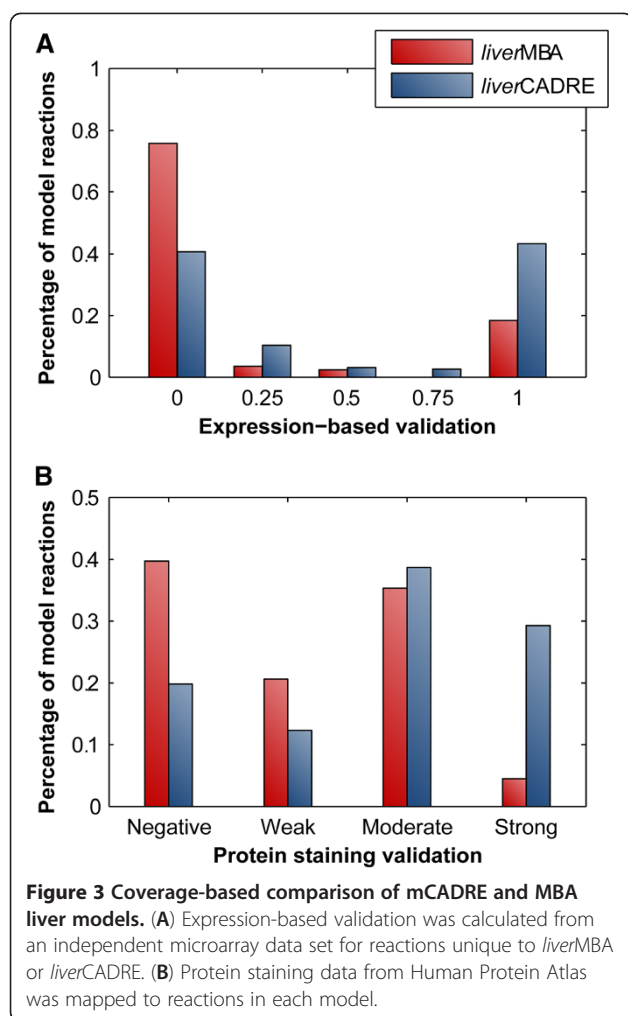 A
liverMBA
liverCADRE
Percentage of model reactions
1
0.8
0.6
0.4
0.2
0
0 0.25 0.5 0.75 1
Expression-based validation
B
Percentage of model reactions
0.5
0.4
0.3
0.2
0.1
0
Negative Weak Moderate Strong
Protein staining validation
Figure 3 Coverage-based comparison of mCADRE and MBA
liver models. (A) Expression-based validation was calculated from
an independent microarray data set for reactions unique to liverMBA
or liverCADRE. (B) Protein staining data from Human Protein Atlas
was mapped to reactions in each model.